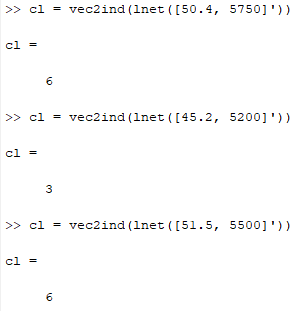 >> cl = vec2ind(lnet([50.4, 5750]'))
cl =
6
>> cl = vec2ind(lnet([45.2, 5200]'))
cl =
3
>> cl = vec2ind(lnet([51.5, 5500]'))
cl =
6